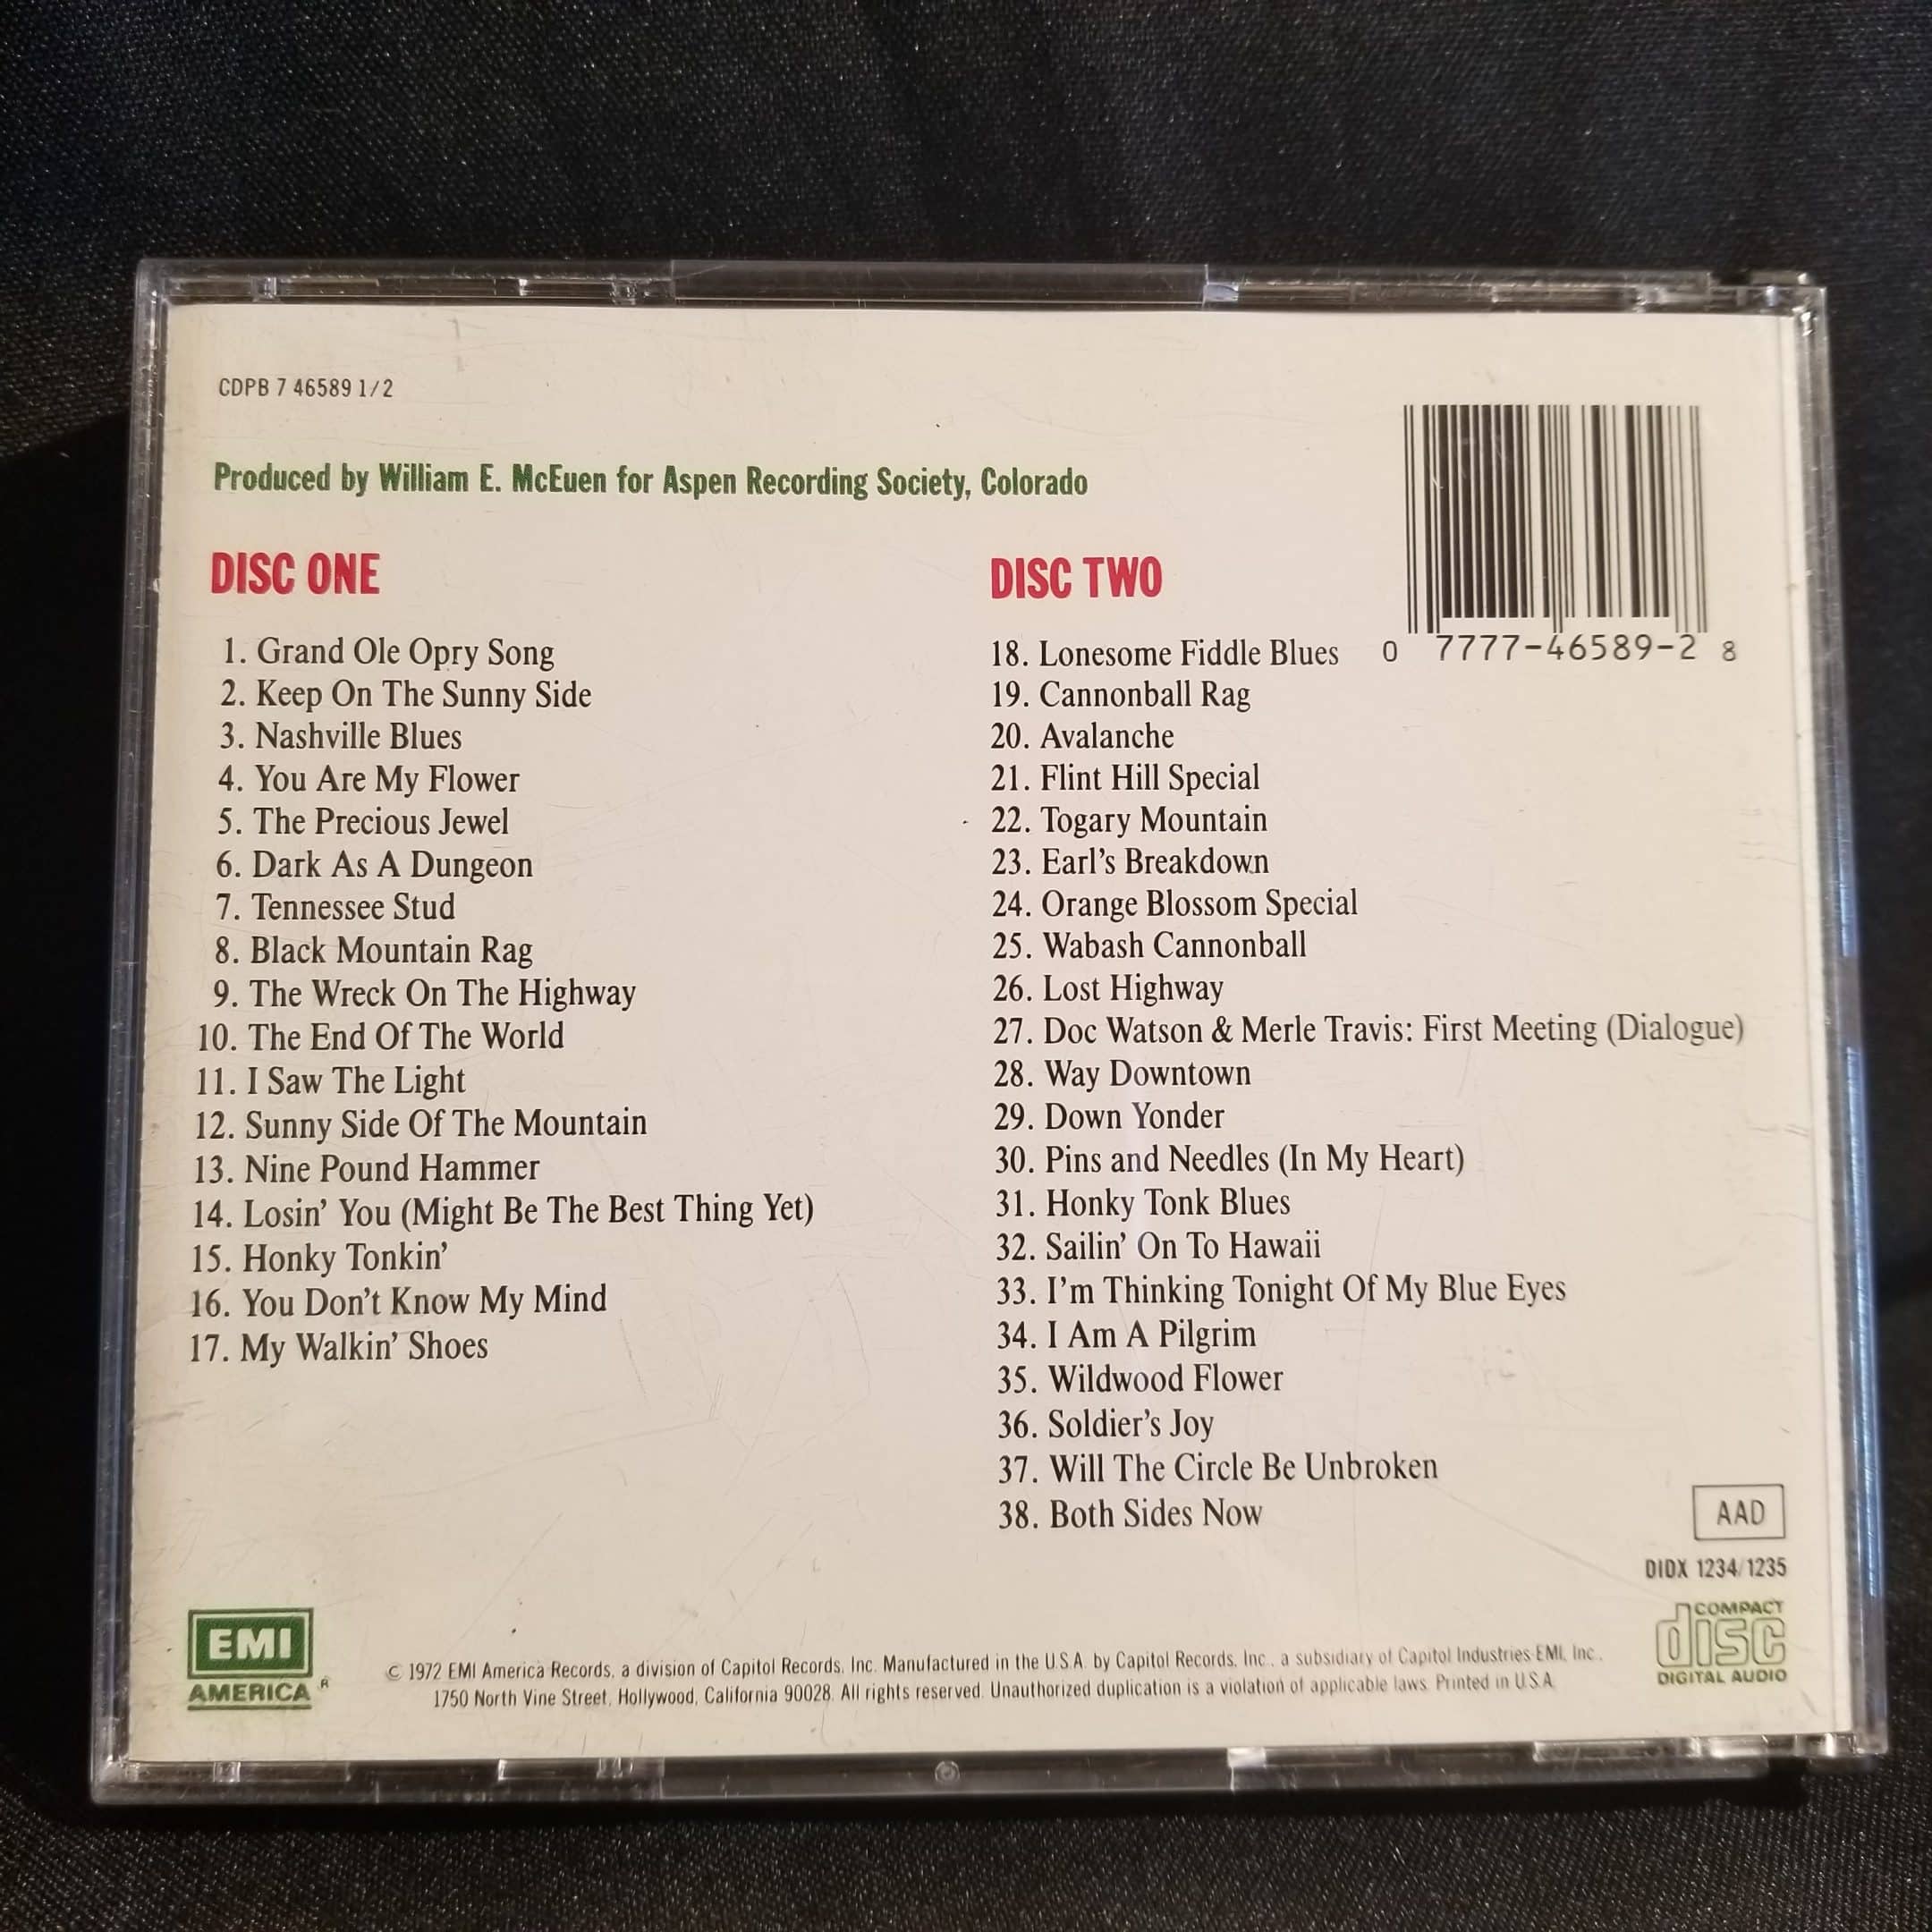 CDPB 7 46589 1/2
Produced by William E. McEuen for Aspen Recording Society, Colorado
DISC ONE
1. Grand Ole Opry Song
2. Keep On The Sunny Side
3. Nashville Blues
4. You Are My Flower
5. The Precious Jewel
6. Dark As A Dungeon
7. Tennessee Stud
8. Black Mountain Rag
9. The Wreck On The Highway
10. The End Of The World
11. I Saw The Light
12. Sunny Side Of The Mountain
13. Nine Pound Hammer
14. Losin' You (Might Be The Best Thing Yet)
15. Honky Tonkin'
16. You Don't Know My Mind
17. My Walkin' Shoes
DISC TWO
18. Lonesome Fiddle Blues
19. Cannonball Rag
20. Avalanche
21. Flint Hill Special
22. Togary Mountain
23. Earl's Breakdown
24. Orange Blossom Special
25. Wabash Cannonball
26. Lost Highway
27. Doc Watson & Merle Travis: First Meeting (Dialogue)
28. Way Downtown
29. Down Yonder
30. Pins and Needles (In My Heart)
31. Honky Tonk Blues
32. Sailin' On To Hawaii
33. I'm Thinking Tonight Of My Blue Eyes
34. I Am A Pilgrim
35. Wildwood Flower
36. Soldier's Joy
37. Will The Circle Be Unbroken
38. Both Sides Now
0 7777-46589-2 8
AAD
DIDX 1234/1235
COMPACT
disc
DIGITAL AUDIO
EMI
AMERICA ®
© 1972 EMI America Records, a division of Capitol Records, Inc. Manufactured in the U.S.A. by Capitol Records, Inc., a subsidiary of Capitol Industries-EMI, Inc.,
1750 North Vine Street, Hollywood, California 90028. All rights reserved. Unauthorized duplication is a violation of applicable laws. Printed in U.S.A.